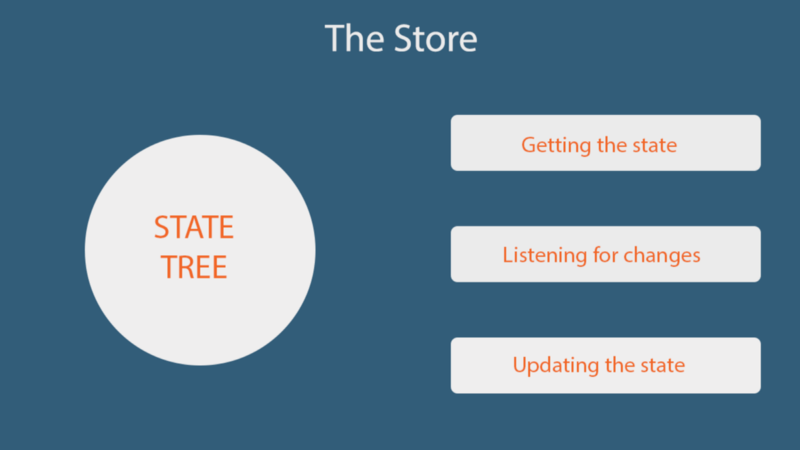 The Store
STATE
TREE
Getting the state
Listening for changes
Updating the state